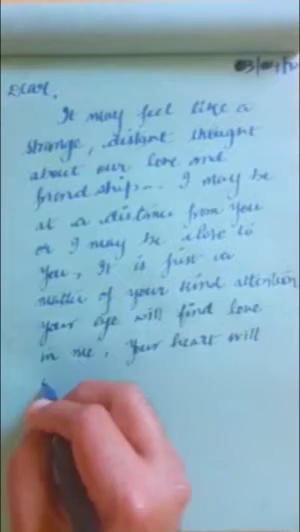 Dear,
It may feel like a
strange, distant thought
about our love and
friendship... I may be
at a distance from you
or I may be close to
you, It is just a
matter of your kind attention
your eye will find love
in me. Your heart will